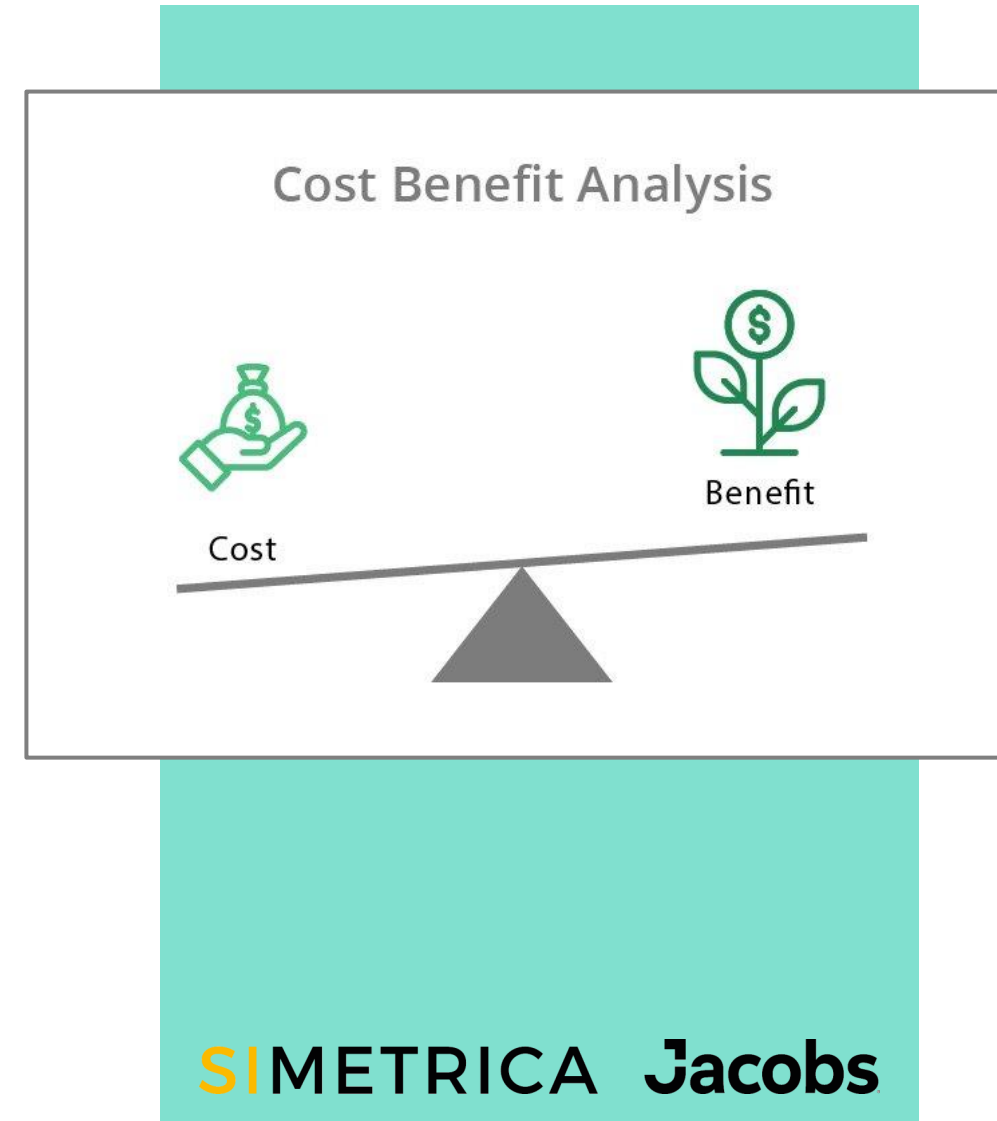 Cost Benefit Analysis
$
$
Benefit
Cost
SIMETRICA Jacobs